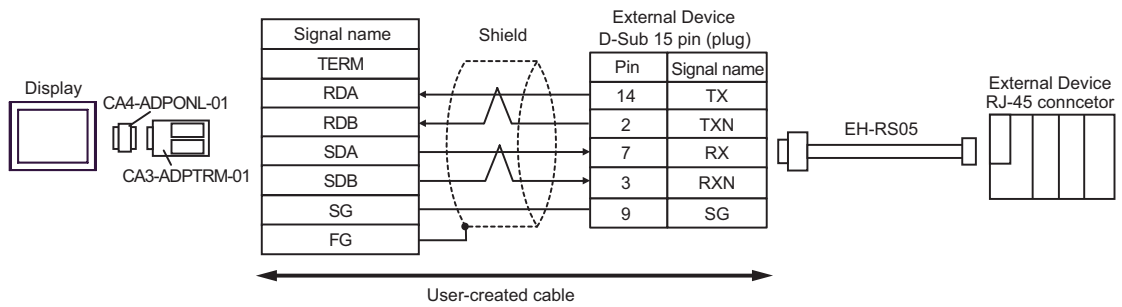 Display
CA4-ADPONL-01
CA3-ADPTRM-01
Signal name
TERM
RDA
RDB
SDA
SDB
SG
FG
Shield
External Device
D-Sub 15 pin (plug)
Pin Signal name
14 TX
2 TXN
7 RX
3 RXN
9 SG
EH-RS05
External Device
RJ-45 conncetor
User-created cable